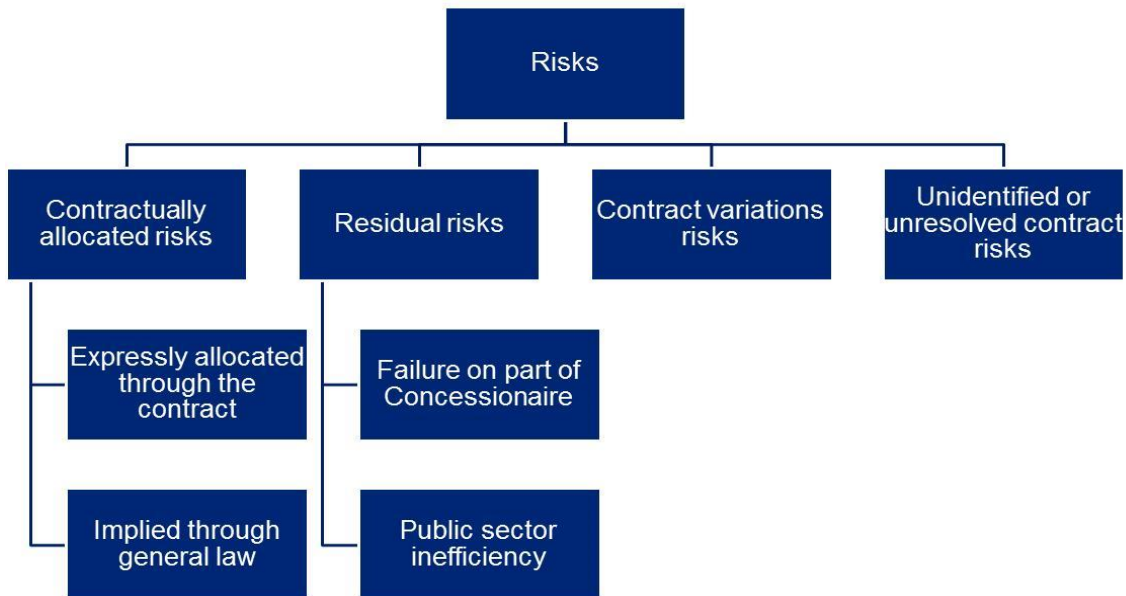 Risks
Contractually
allocated risks
Residual risks
Contract variations
risks
Unidentified or
unresolved contract
risks
Expressly allocated
through the
contract
Failure on part of
Concessionaire
Implied through
general law
Public sector
inefficiency